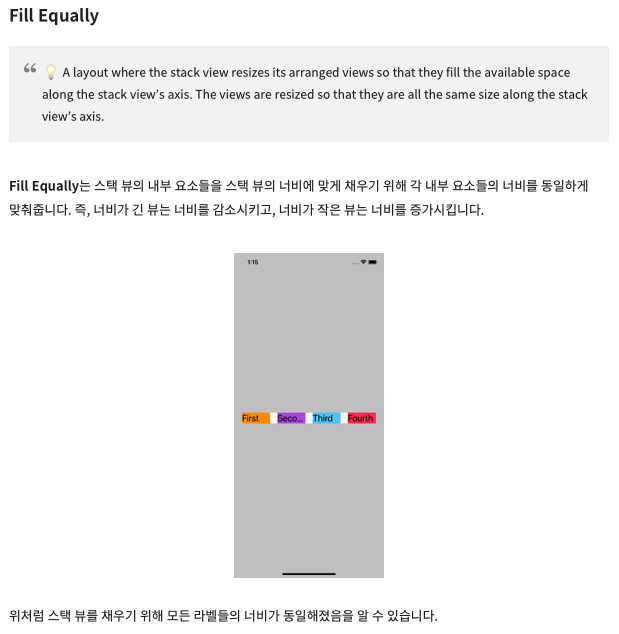 Fill Equally
“ 💡 A layout where the stack view resizes its arranged views so that they fill the available space
along the stack view’s axis. The views are resized so that they are all the same size along the stack
view’s axis.
Fill Equally는 스택 뷰의 내부 요소들을 스택 뷰의 너비에 맞게 채우기 위해 각 내부 요소들의 너비를 동일하게
맞춰줍니다. 즉, 너비가 긴 뷰는 너비를 감소시키고, 너비가 작은 뷰는 너비를 증가시킵니다.
1:15
First Seco... Third Fourth
위처럼 스택 뷰를 채우기 위해 모든 라벨들의 너비가 동일해졌음을 알 수 있습니다.